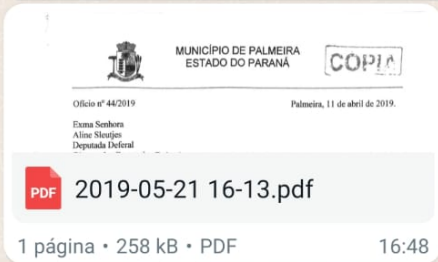 MUNICÍPIO DE PALMEIRA
ESTADO DO PARANÁ
COPIA
Ofício nº 44/2019
Palmeira, 11 de abril de 2019.
Exma Senhora
Aline Sleutjes
Deputada Deferal
PDF
2019-05-21 16-13.pdf
1 página • 258 kB • PDF
16:48